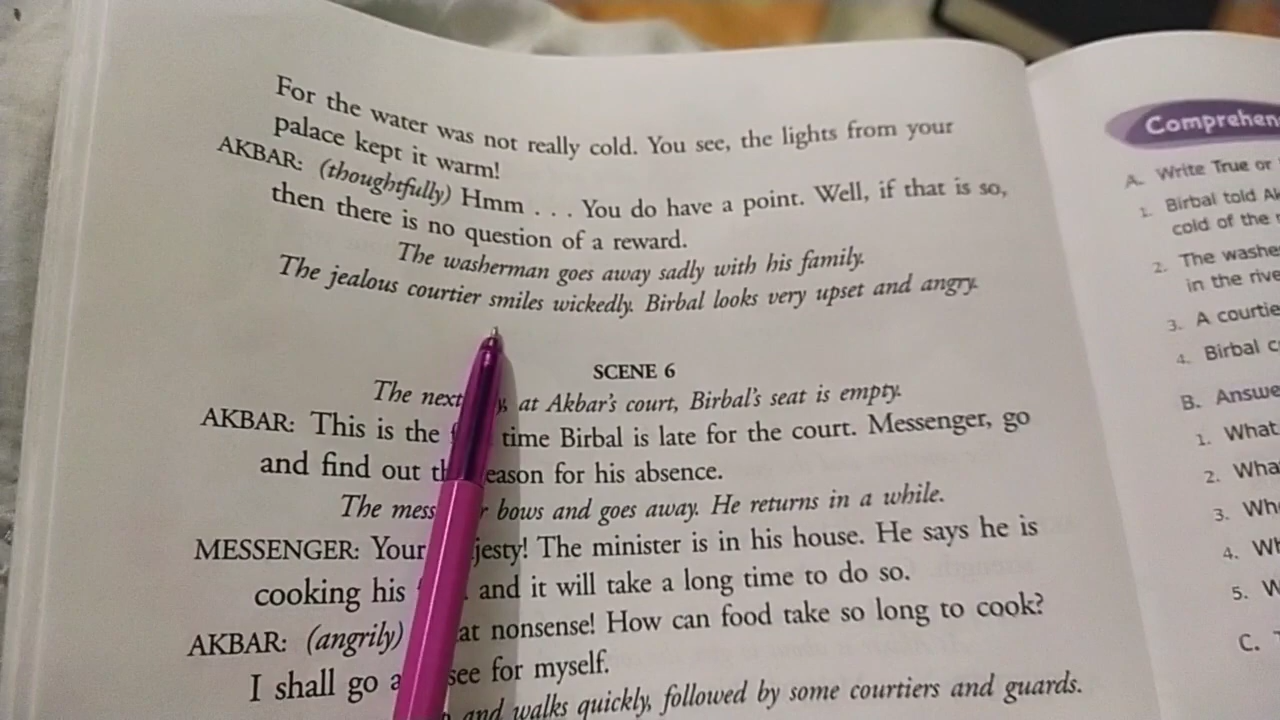 For the water was not really cold. You see, the lights from your
palace kept it warm!
AKBAR: (thoughtfully) Hmm . . . You do have a point. Well, if that is so,
then there is no question of a reward.
The washerman goes away sadly with his family.
The jealous courtier smiles wickedly. Birbal looks very upset and angry.
SCENE 6
The next at Akbar's court, Birbal's seat is empty.
AKBAR: This is the time Birbal is late for the court. Messenger, go
and find out for his absence.
The bows and goes away. He returns in a while.
MESSENGER: Your The minister is in his house. He says he is
cooking his and it will take a long time to do so.
AKBAR: (angrily) nonsense! How can food take so long to cook?
I shall go see for myself.
and walks quickly, followed by some courtiers and guards.
Comprehen
A. Write True or
1. Birbal told
cold of the
2. The washe
in the rive
3. A courtie
4. Birbal
B. Answe
1. What
2. Wha
3. Wh
4. Wh
5. W
C.